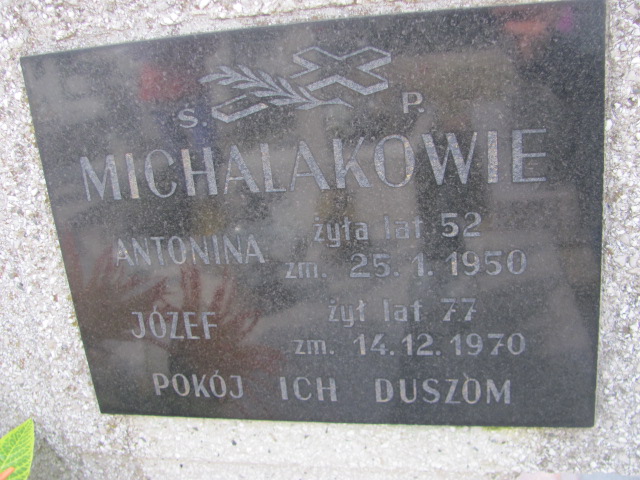 Ś. P.
MICHALAKOWIE
ANTONINA żyła lat 52
zm. 25. 1. 1950
JÓZEF żył lat 77
zm. 14. 12. 1970
POKÓJ ICH DUSZOM